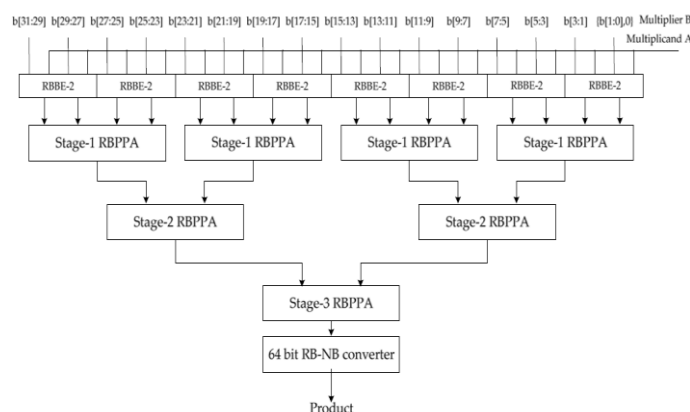 b[31:29] b[29:27] b[27:25] b[25:23] b[23:21] b[21:19] b[19:17] b[17:15] b[15:13] b[13:11] b[11:9] b[9:7] b[7:5] b[5:3] b[3:1] {b[1:0],0} Multiplier B
Multiplicand A
RBBE-2 RBBE-2 RBBE-2 RBBE-2 RBBE-2 RBBE-2 RBBE-2 RBBE-2
Stage-1 RBPPA Stage-1 RBPPA Stage-1 RBPPA Stage-1 RBPPA
Stage-2 RBPPA Stage-2 RBPPA
Stage-3 RBPPA
64 bit RB-NB converter
Product